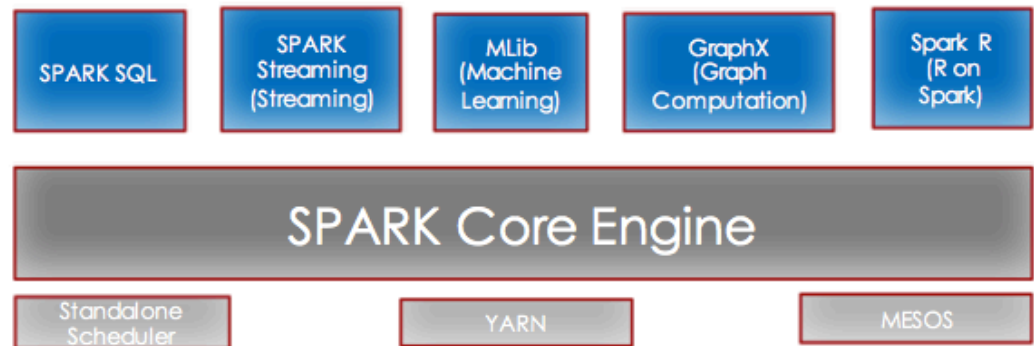 SPARK SQL
SPARK
Streaming
(Streaming)
MLib
(Machine
Learning)
GraphX
(Graph
Computation)
Spark R
(R on
Spark)
SPARK Core Engine
Standalone
Scheduler
YARN
MESOS